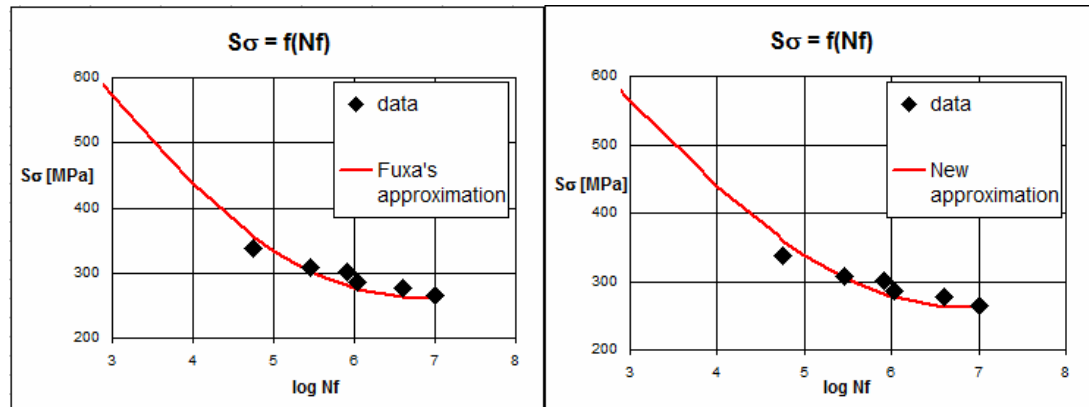 Sσ = f(Nf)
600
500
400
300
200
Sσ [MPa]
data
Fuxa's
approximation
3 4 5 6 7 8
log Nf
Sσ = f(Nf)
600
500
400
300
200
Sσ [MPa]
data
New
approximation
3 4 5 6 7 8
log Nf